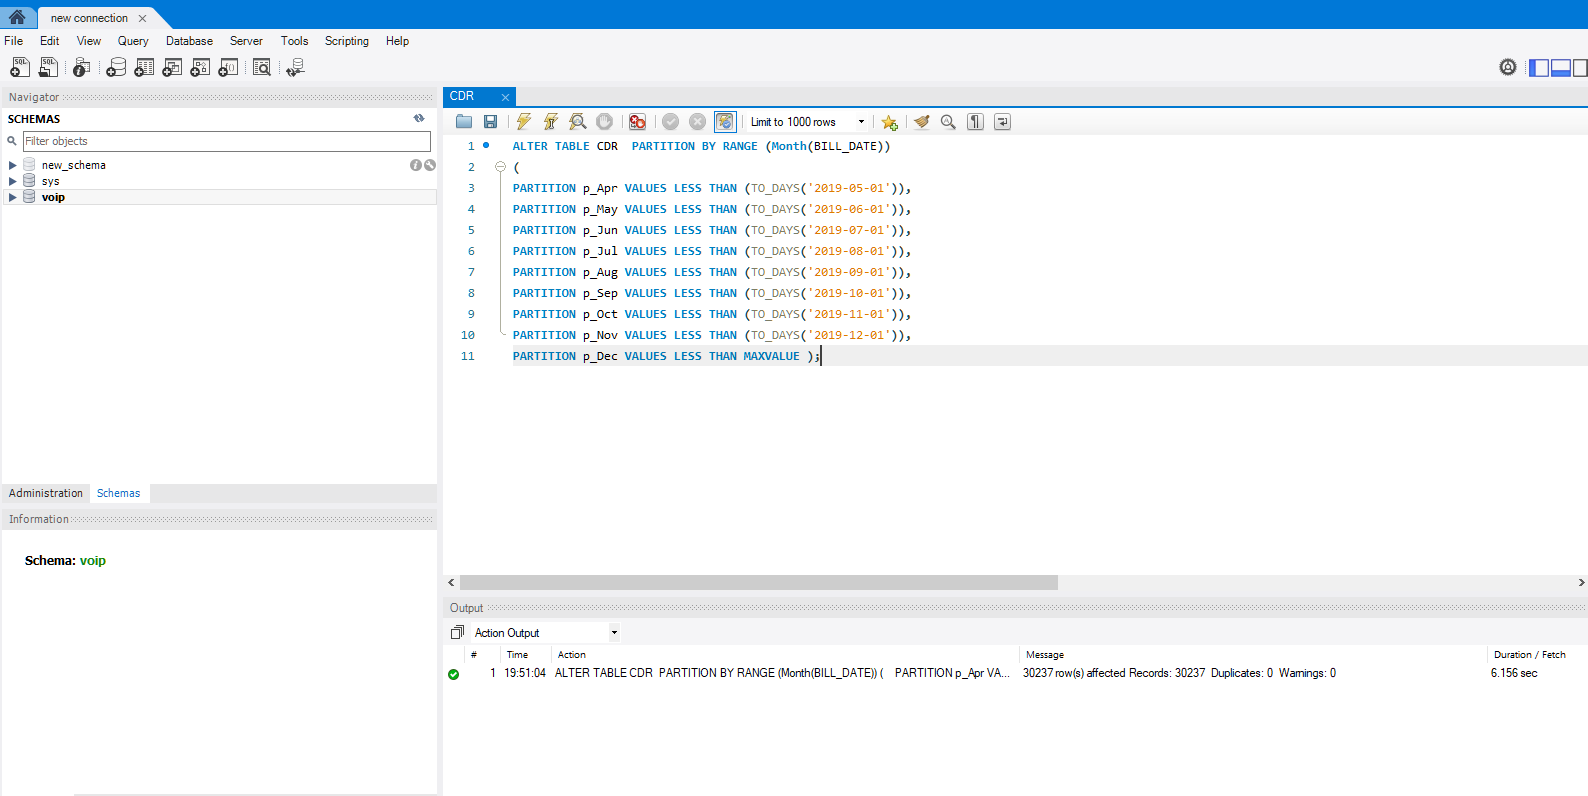 new connection
File Edit View Query Database Server Tools Scripting Help
SQL SQL
Navigator
SCHEMAS
Filter objects
new_schema
sys
voip
Administration Schemas
Information
Schema: voip
CDR
Limit to 1000 rows
1 ALTER TABLE CDR  PARTITION BY RANGE (Month(BILL_DATE))
2 (
3 PARTITION p_Apr VALUES LESS THAN (TO_DAYS('2019-05-01')),
4 PARTITION p_May VALUES LESS THAN (TO_DAYS('2019-06-01')),
5 PARTITION p_Jun VALUES LESS THAN (TO_DAYS('2019-07-01')),
6 PARTITION p_Jul VALUES LESS THAN (TO_DAYS('2019-08-01')),
7 PARTITION p_Aug VALUES LESS THAN (TO_DAYS('2019-09-01')),
8 PARTITION p_Sep VALUES LESS THAN (TO_DAYS('2019-10-01')),
9 PARTITION p_Oct VALUES LESS THAN (TO_DAYS('2019-11-01')),
10 PARTITION p_Nov VALUES LESS THAN (TO_DAYS('2019-12-01')),
11 PARTITION p_Dec VALUES LESS THAN MAXVALUE );
Output
Action Output
# Time Action Message Duration / Fetch
1 19:51:04 ALTER TABLE CDR  PARTITION BY RANGE (Month(BILL_DATE)) (    PARTITION p_Apr VA... 30237 row(s) affected Records: 30237  Duplicates: 0  Warnings: 0 6.156 sec